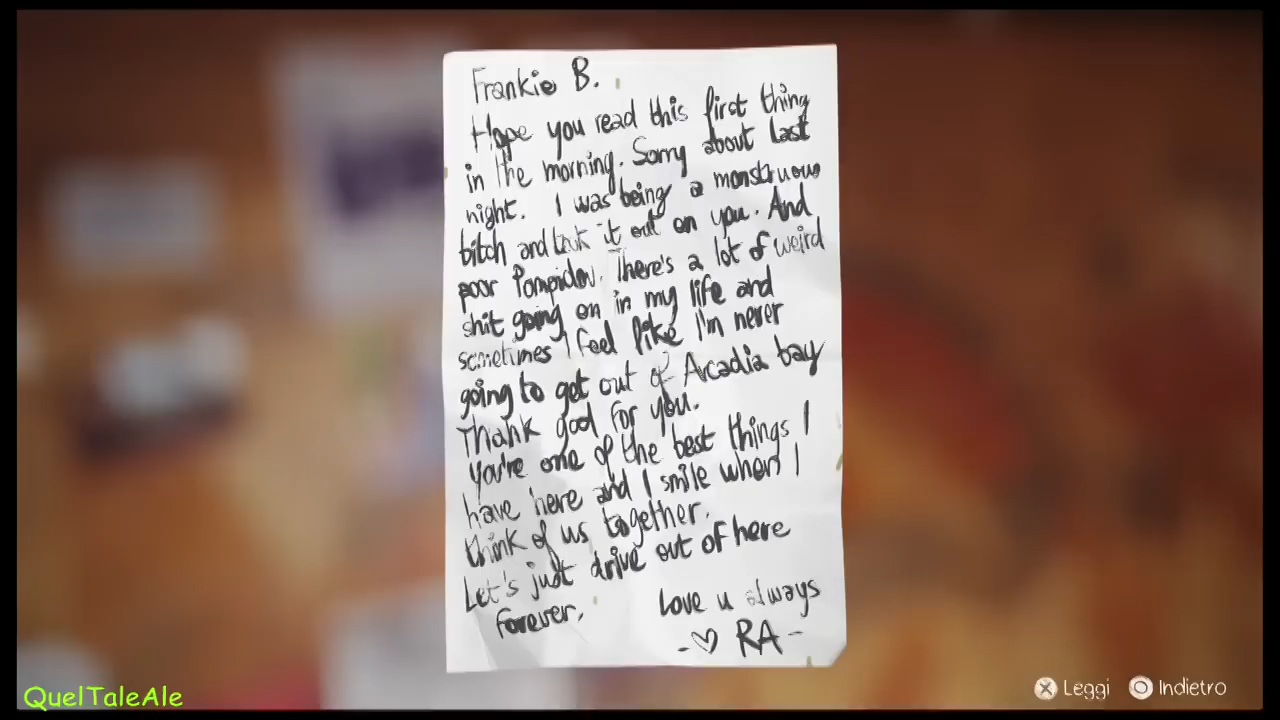 Frankie B.
Hope you read this first thing
in the morning. Sorry about last
night. I was being a monstruous
bitch and took it out on you. And
poor Pompidou. There's a lot of weird
shit going on in my life and
sometimes I feel like I'm never
going to get out of Arcadia bay
Thank god for you.
You're one of the best things I
have here and I smile when I
think of us together.
Let's just drive out of here
forever.
Love u always
-♡ RA-
Leggi
Indietro
QuelTaleAle